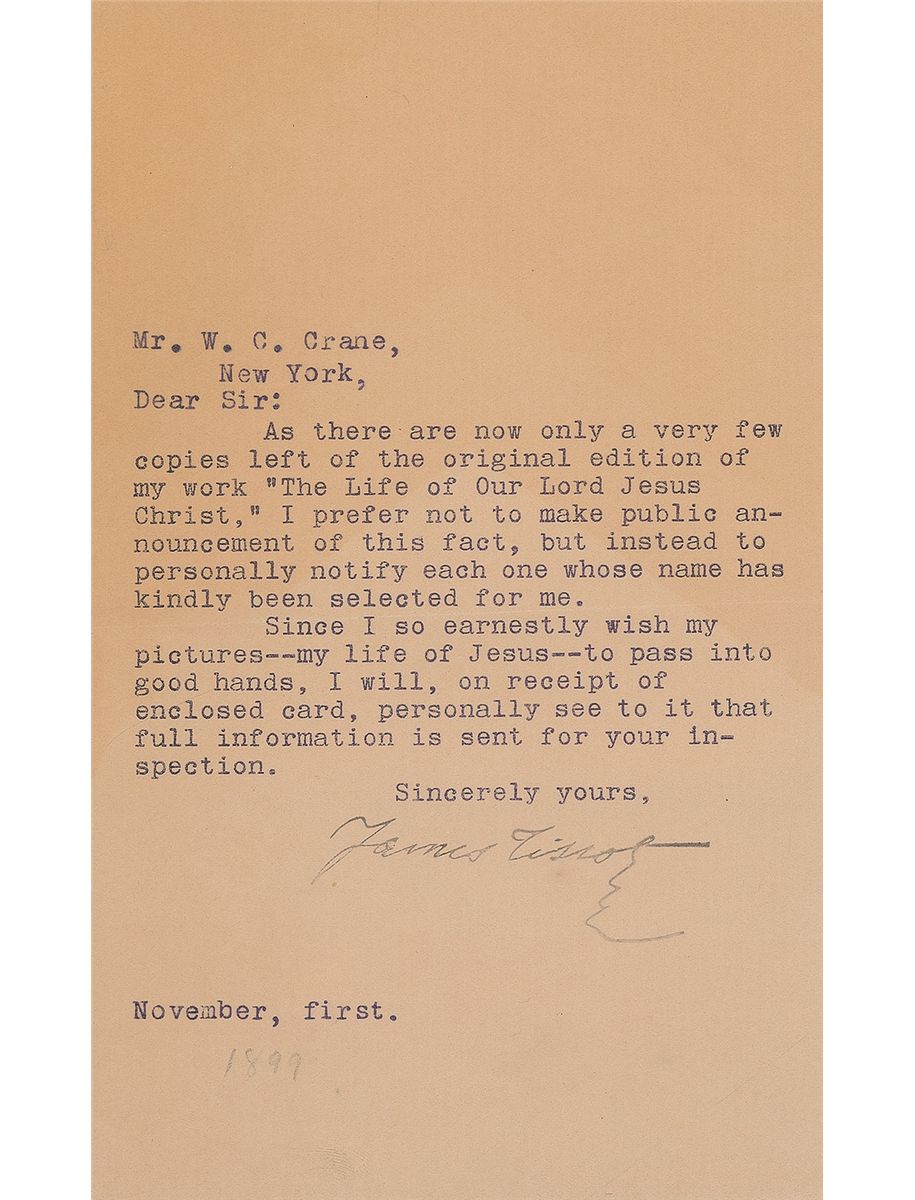 Mr. W. C. Crane,
New York,
Dear Sir:
As there are now only a very few
copies left of the original edition of
my work "The Life of Our Lord Jesus
Christ," I prefer not to make public an-
nouncement of this fact, but instead to
personally notify each one whose name has
kindly been selected for me.
Since I so earnestly wish my
pictures--my life of Jesus--to pass into
good hands, I will, on receipt of
enclosed card, personally see to it that
full information is sent for your in-
spection.
Sincerely yours,
James Tissot
November, first.
1899